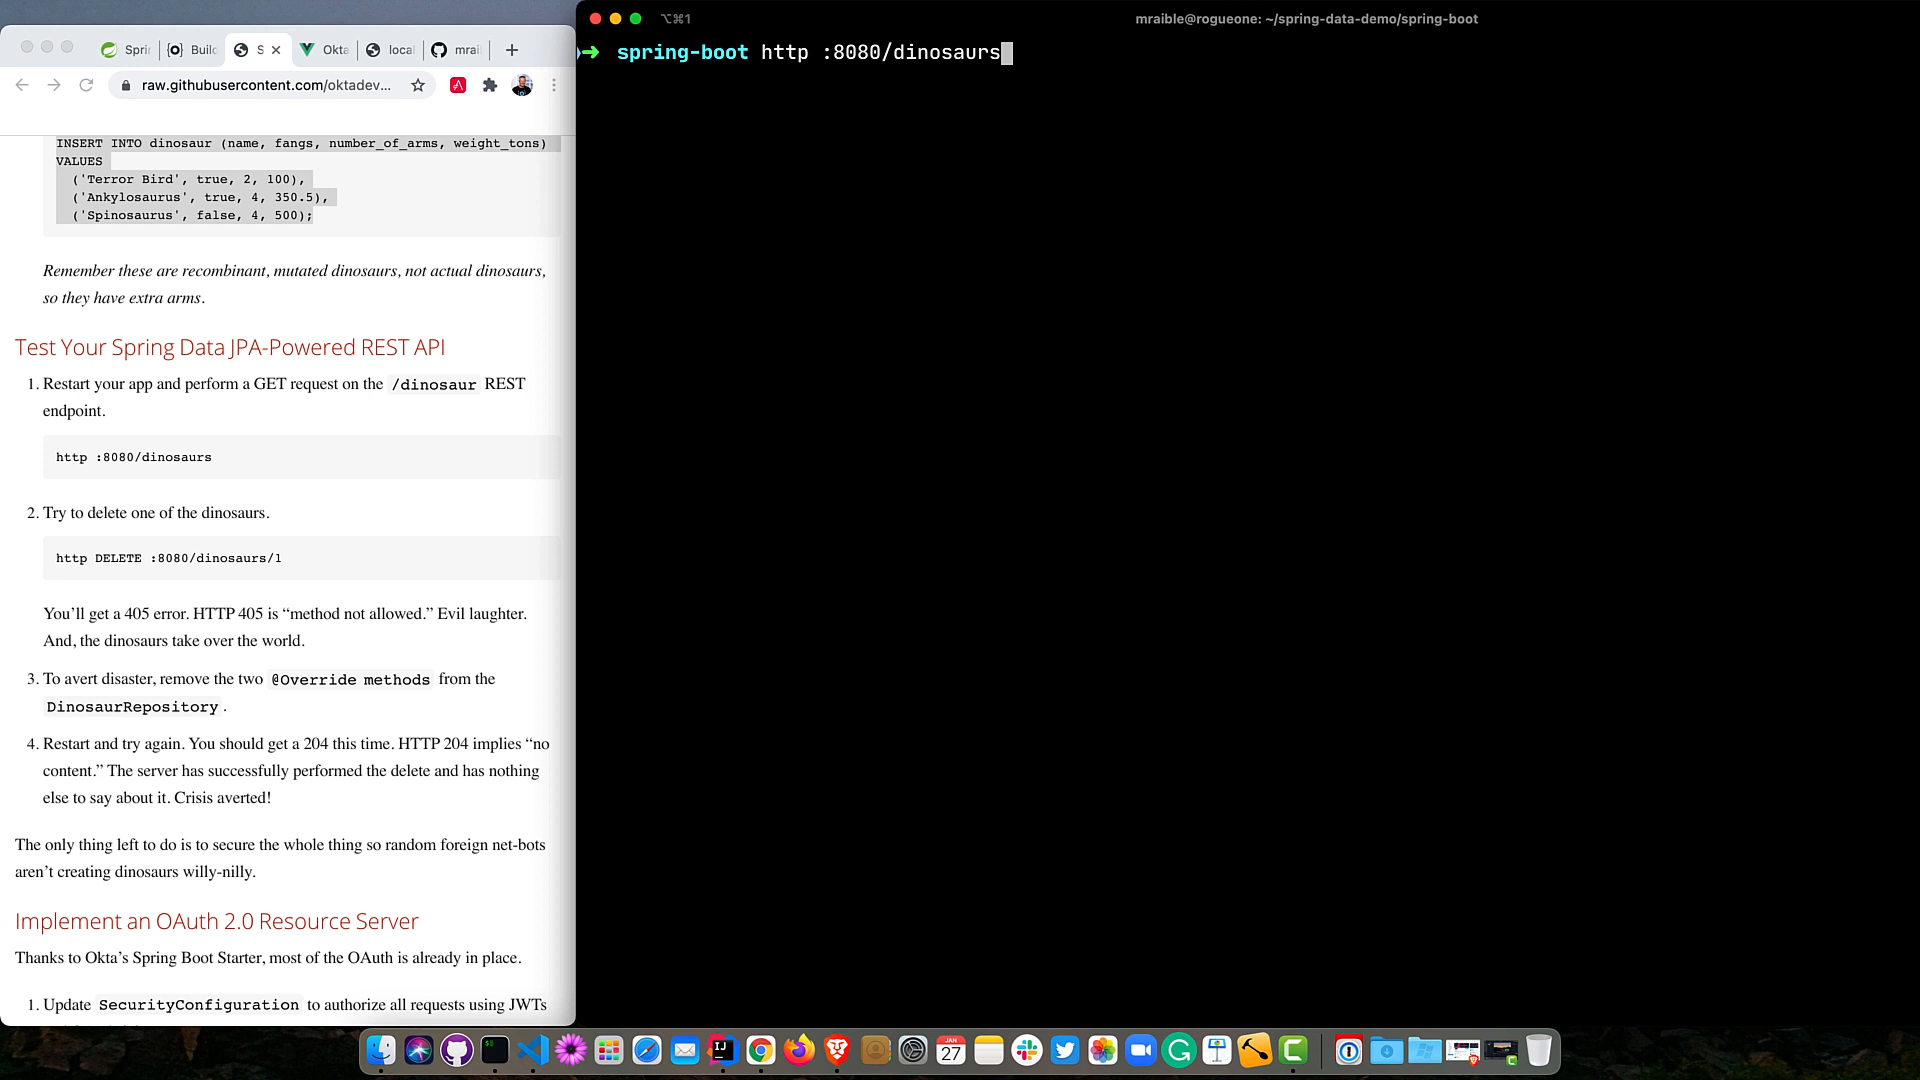 ⌥⌘1
mraible@rogueone: ~/spring-data-demo/spring-boot
Sprin
Build
S
Okta
local
mrai
raw.githubusercontent.com/oktadev...
➜ spring-boot http :8080/dinosaurs
INSERT INTO dinosaur (name, fangs, number_of_arms, weight_tons)
VALUES
('Terror Bird', true, 2, 100),
('Ankylosaurus', true, 4, 350.5),
('Spinosaurus', false, 4, 500);
Remember these are recombinant, mutated dinosaurs, not actual dinosaurs,
so they have extra arms.
Test Your Spring Data JPA-Powered REST API
1. Restart your app and perform a GET request on the /dinosaur REST
endpoint.
http :8080/dinosaurs
2. Try to delete one of the dinosaurs.
http DELETE :8080/dinosaurs/1
You’ll get a 405 error. HTTP 405 is “method not allowed.” Evil laughter.
And, the dinosaurs take over the world.
3. To avert disaster, remove the two @Override methods from the
DinosaurRepository.
4. Restart and try again. You should get a 204 this time. HTTP 204 implies “no
content.” The server has successfully performed the delete and has nothing
else to say about it. Crisis averted!
The only thing left to do is to secure the whole thing so random foreign net-bots
aren’t creating dinosaurs willy-nilly.
Implement an OAuth 2.0 Resource Server
Thanks to Okta’s Spring Boot Starter, most of the OAuth is already in place.
1. Update SecurityConfiguration to authorize all requests using JWTs
JAN
27